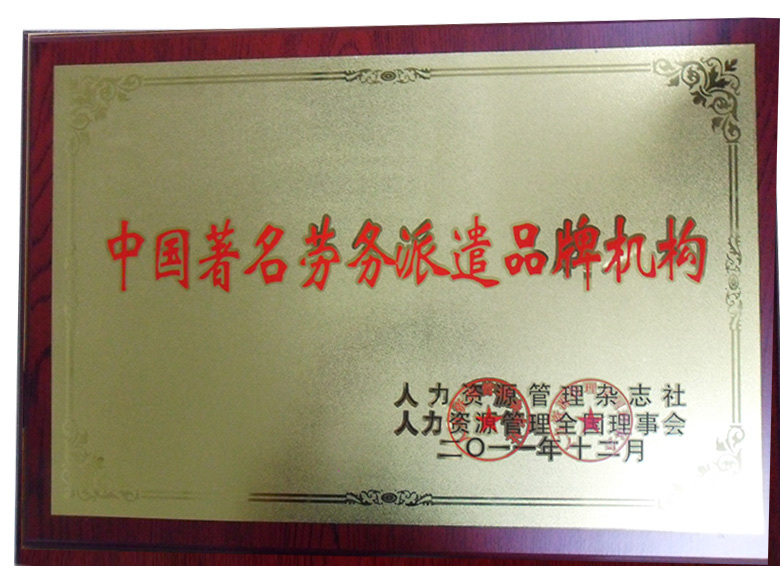 中国著名劳务派遣品牌机构
人力资源管理杂志社
人力资源管理全国理事会
二〇一一年十二月